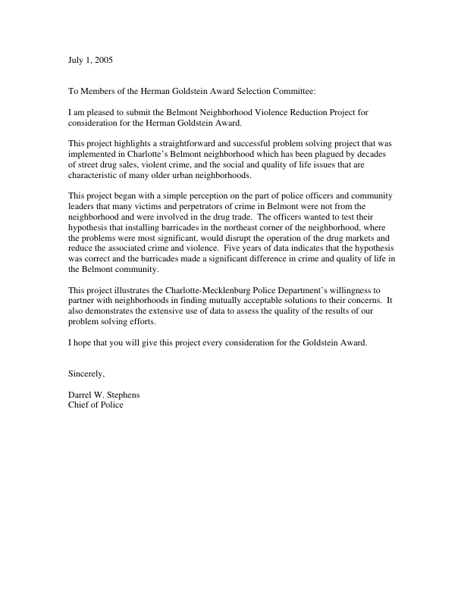 July 1, 2005
To Members of the Herman Goldstein Award Selection Committee:
I am pleased to submit the Belmont Neighborhood Violence Reduction Project for
consideration for the Herman Goldstein Award.
This project highlights a straightforward and successful problem solving project that was
implemented in Charlotte's Belmont neighborhood which has been plagued by decades
of street drug sales, violent crime, and the social and quality of life issues that are
characteristic of many older urban neighborhoods.
This project began with a simple perception on the part of police officers and community
leaders that many victims and perpetrators of crime in Belmont were not from the
neighborhood and were involved in the drug trade.  The officers wanted to test their
hypothesis that installing barricades in the northeast corner of the neighborhood, where
the problems were most significant, would disrupt the operation of the drug markets and
reduce the associated crime and violence.  Five years of data indicates that the hypothesis
was correct and the barricades made a significant difference in crime and quality of life in
the Belmont community.
This project illustrates the Charlotte-Mecklenburg Police Department's willingness to
partner with neighborhoods in finding mutually acceptable solutions to their concerns.  It
also demonstrates the extensive use of data to assess the quality of the results of our
problem solving efforts.
I hope that you will give this project every consideration for the Goldstein Award.
Sincerely,
Darrel W. Stephens
Chief of Police